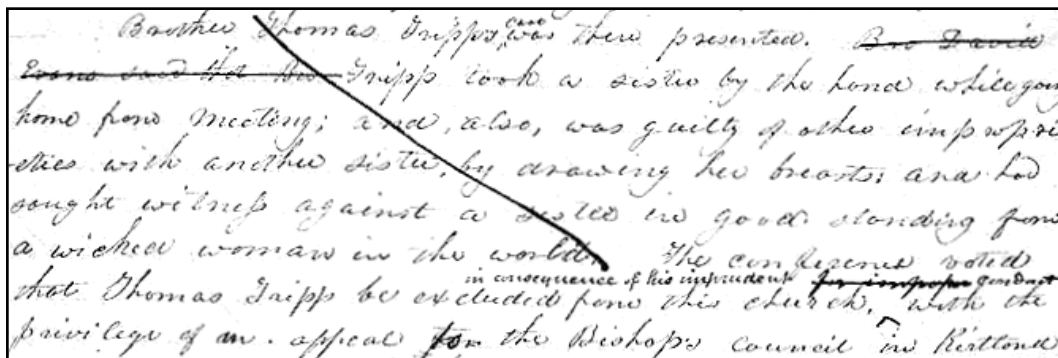 Brother Thomas Tripps case was then presented. Bro David
Evans said that Bro Tripp took a sister by the hand while going
home from meeting; and, also, was guilty of other impropri
-eties with another sister, by drawing her breasts; and had
sought witness against a sister in good standing from
a wicked woman in the world. The conference voted
in consequence of his imprudent for improper conduct
that Thomas Tripp be excluded from this church, with the
privilege of an appeal to the Bishop's council in Kirtland